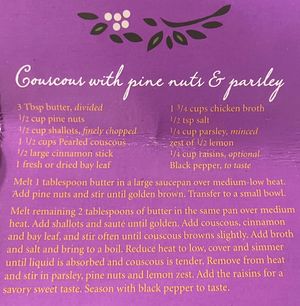 Couscous with pine nuts & parsley
3 Tbsp butter, divided
1/2 cup pine nuts
1/2 cup shallots, finely chopped
1 1/2 cups Pearled couscous
1/2 large cinnamon stick
1 fresh or dried bay leaf
1 3/4 cups chicken broth
1/2 tsp salt
1/4 cup parsley, minced
zest of 1/2 lemon
1/4 cup raisins, optional
Black pepper, to taste
Melt 1 tablespoon butter in a large saucepan over medium-low heat.
Add pine nuts and stir until golden brown. Transfer to a small bowl.
Melt remaining 2 tablespoons of butter in the same pan over medium
heat. Add shallots and sauté until golden. Add couscous, cinnamon
and bay leaf, and stir often until couscous browns slightly. Add broth
and salt and bring to a boil. Reduce heat to low, cover and simmer
until liquid is absorbed and couscous is tender. Remove from heat
and stir in parsley, pine nuts and lemon zest. Add the raisins for a
savory sweet taste. Season with black pepper to taste.